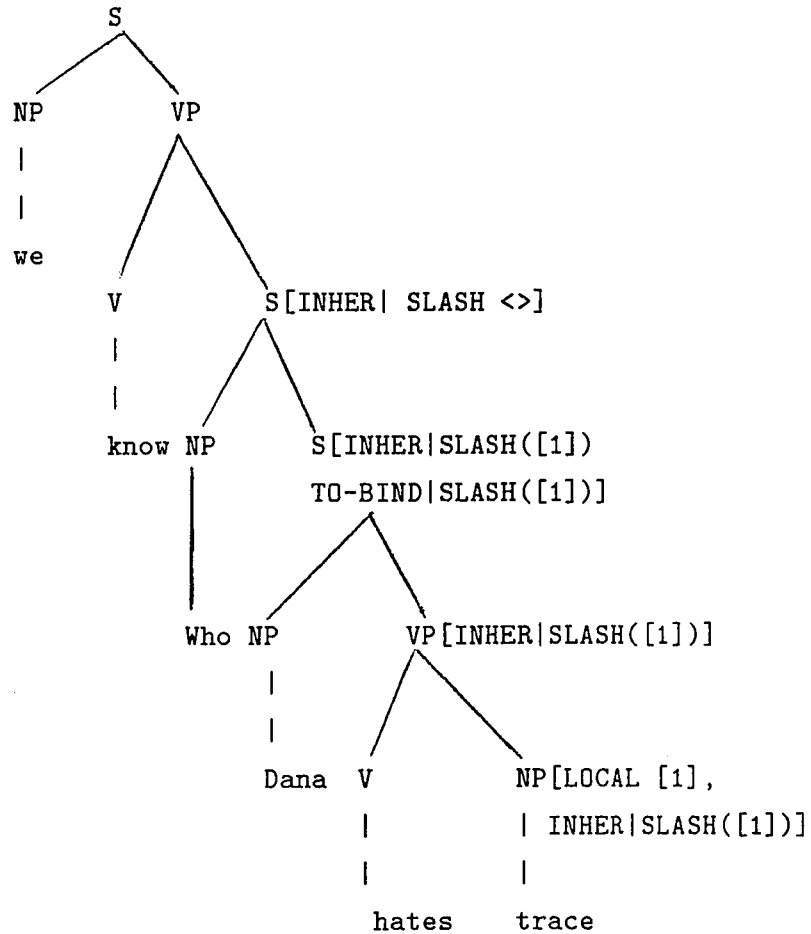 S
NP VP
we
V S[INHER| SLASH <>]
know NP S[INHER|SLASH([1])
TO-BIND|SLASH([1])]
Who NP VP[INHER|SLASH([1])]
Dana V NP[LOCAL [1],
INHER|SLASH([1])]
hates trace